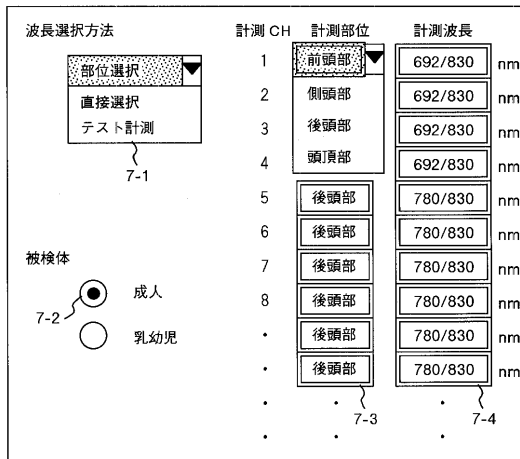 波長選択方法
部位選択
直接選択
テスト計測
7-1
被検体
7-2
成人
乳幼児
計測 CH 計測部位 計測波長
1 前頭部 692/830 nm
2 側頭部 692/830 nm
3 後頭部 692/830 nm
4 頭頂部 692/830 nm
5 後頭部 780/830 nm
6 後頭部 780/830 nm
7 後頭部 780/830 nm
8 後頭部 780/830 nm
・ 後頭部 780/830 nm
・ 後頭部 780/830 nm
・ ・ ・
7-3 7-4
・ ・ ・